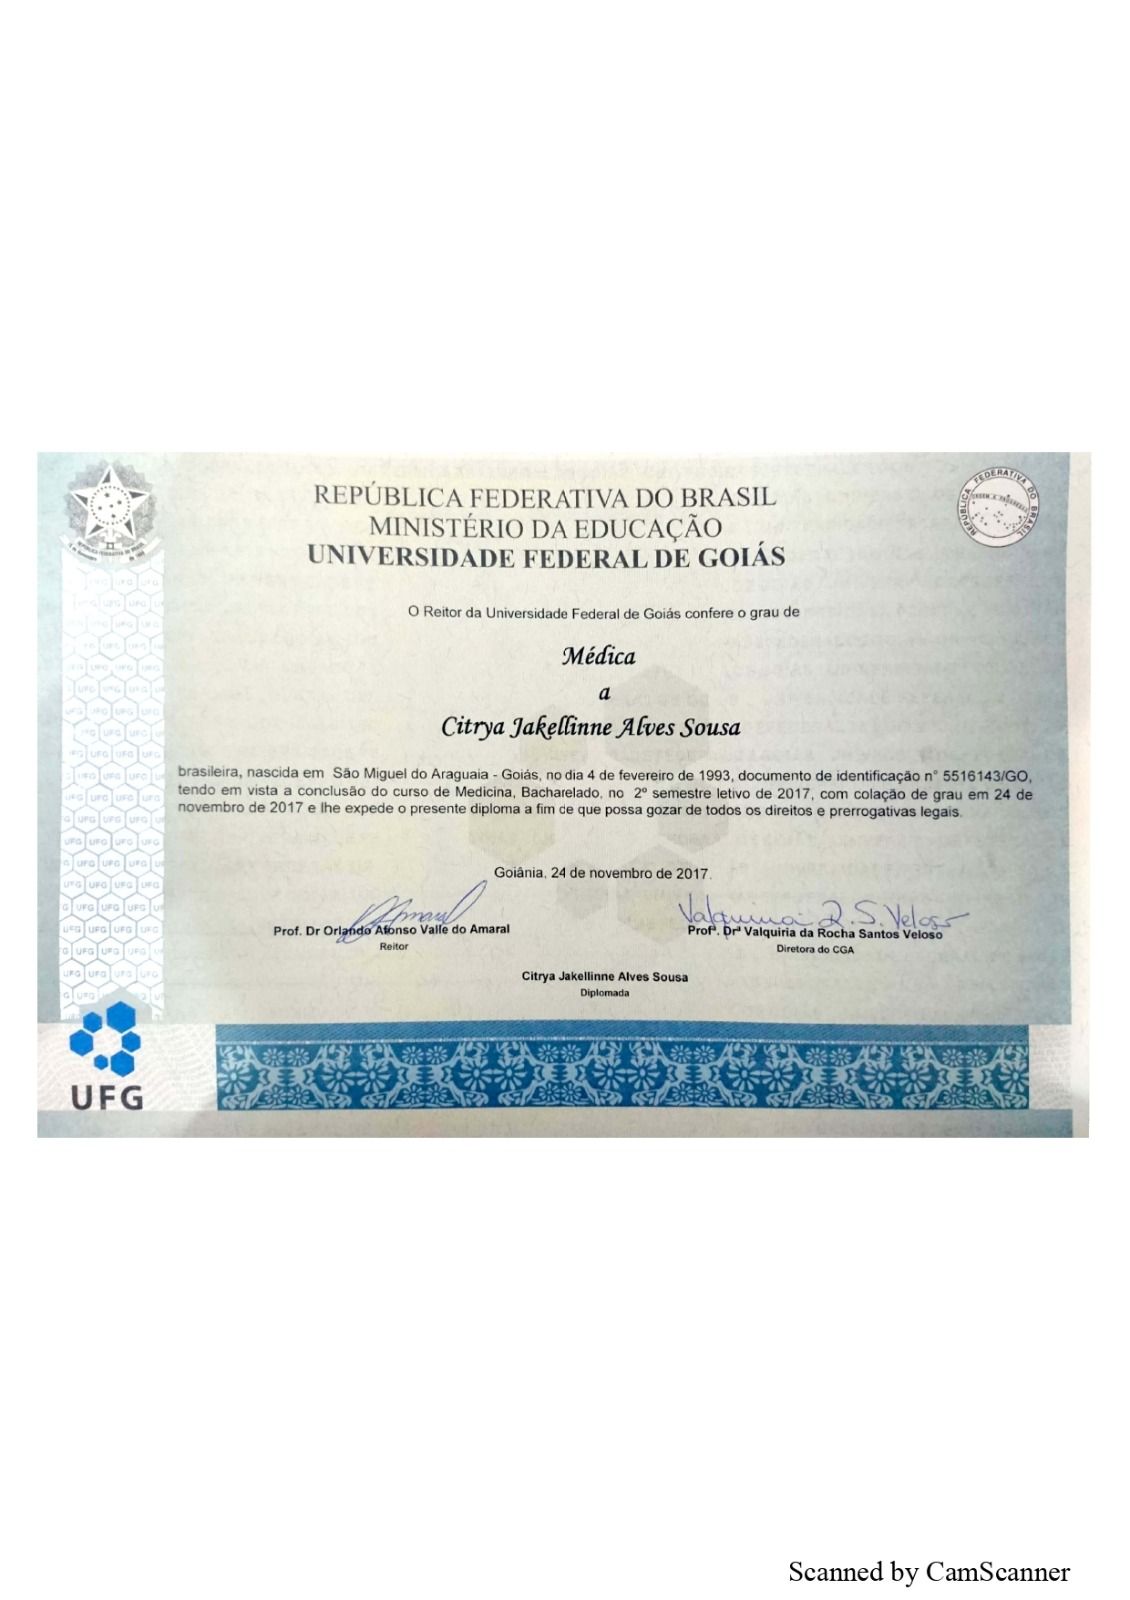 REPÚBLICA FEDERATIVA DO BRASIL
MINISTÉRIO DA EDUCAÇÃO
UNIVERSIDADE FEDERAL DE GOIÁS
REPÚBLICA FEDERATIVA DO BRASIL
O Reitor da Universidade Federal de Goiás confere o grau de
Médica
a
Citrya Jakellinne Alves Sousa
brasileira, nascida em São Miguel do Araguaia - Goiás, no dia 4 de fevereiro de 1993, documento de identificação n° 5516143/GO,
tendo em vista a conclusão do curso de Medicina, Bacharelado, no 2º semestre letivo de 2017, com colação de grau em 24 de
novembro de 2017 e lhe expede o presente diploma a fim de que possa gozar de todos os direitos e prerrogativas legais.
Goiânia, 24 de novembro de 2017.
Valquiria R. S. Veloso
Prof. Dr Orlando Afonso Valle do Amaral
Reitor
Profª. Drª Valquiria da Rocha Santos Veloso
Diretora do CGA
Citrya Jakellinne Alves Sousa
Diplomada
UFG
Scanned by CamScanner